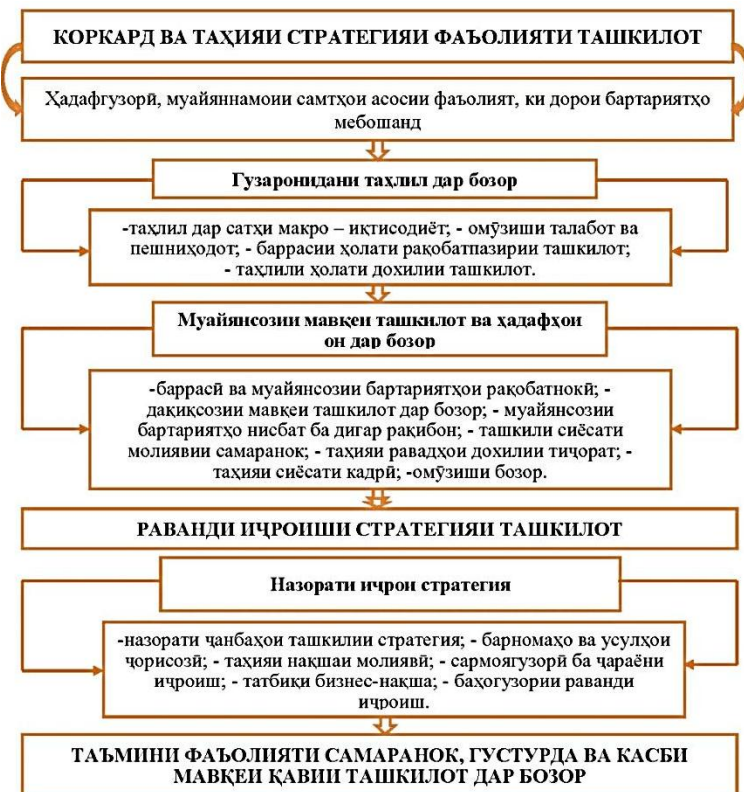 КОРКАРД ВА ТАҲИЯИ СТРАТЕГИЯИ ФАЪОЛИЯТИ ТАШКИЛОТ
Ҳадафгузорӣ, муайяннамоии самтҳои асосии фаъолият, ки дорои бартариятҳо
мебошанд
Гузаронидани таҳлил дар бозор
-таҳлил дар сатҳи макро – иқтисодиёт; - омӯзиши талабот ва
пешниҳодот; - баррасии ҳолати рақобатпазирии ташкилот;
- таҳлили ҳолати дохилии ташкилот.
Муайянсозии мавқеи ташкилот ва ҳадафҳои
он дар бозор
-баррасӣ ва муайянсозии бартариятҳои рақобатнокӣ; -
дақиқсозии мавқеи ташкилот дар бозор; - муайянсозии
бартариятҳо нисбат ба дигар рақибон; - ташкили сиёсати
молиявии самаранок; - таҳияи равадҳои дохилии тиҷорат; -
таҳияи сиёсати кадрӣ; -омӯзиши бозор.
РАВАНДИ ИҶРОИШИ СТРАТЕГИЯИ ТАШКИЛОТ
Назорати иҷрои стратегия
-назорати ҷанбаҳои ташкилии стратегия; - барномаҳо ва усулҳои
ҷорисозӣ; - таҳияи нақшаи молиявӣ; - сармоягузорӣ ба ҷараёни
иҷроиш; - татбиқи бизнес-нақша; - баҳогузории раванди
иҷроиш.
ТАЪМИНИ ФАЪОЛИЯТИ САМАРАНОК, ГУСТУРДА ВА КАСБИ
МАВҚЕИ ҚАВИИ ТАШКИЛОТ ДАР БОЗОР